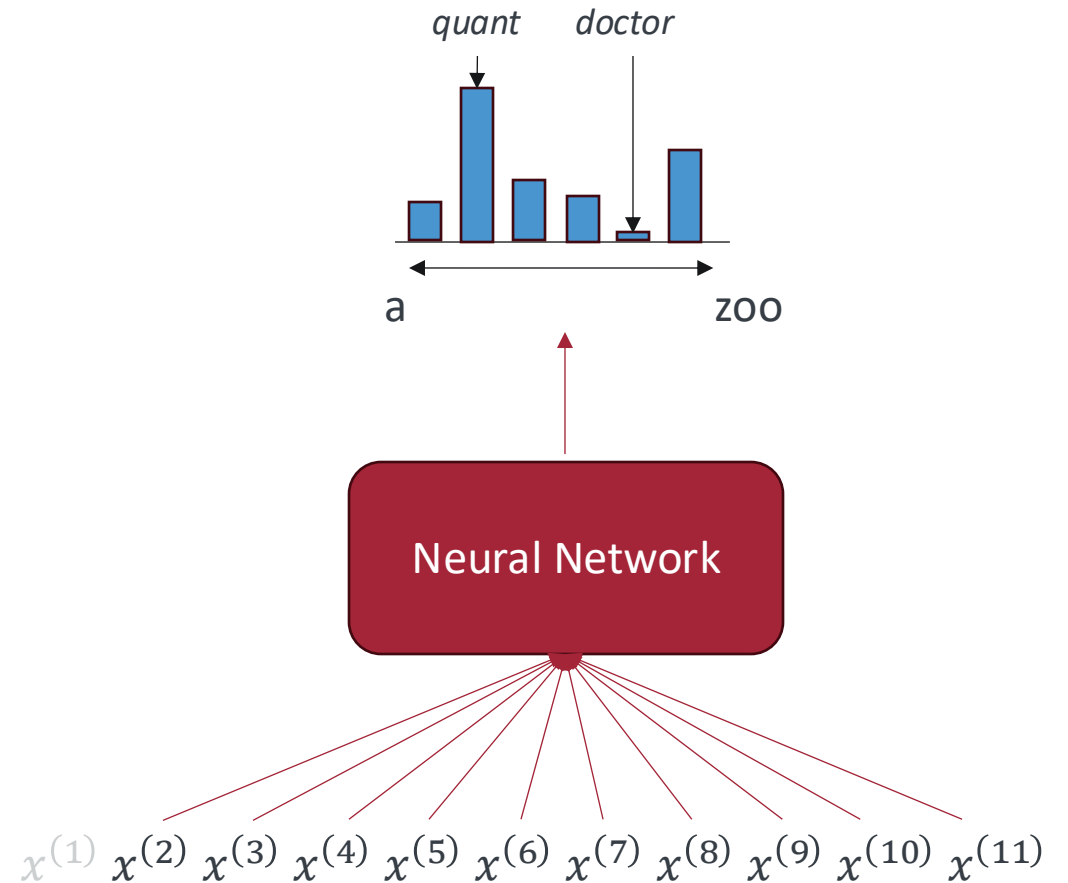 quant doctor
a zoo
Neural Network
x^(1) x^(2) x^(3) x^(4) x^(5) x^(6) x^(7) x^(8) x^(9) x^(10) x^(11)